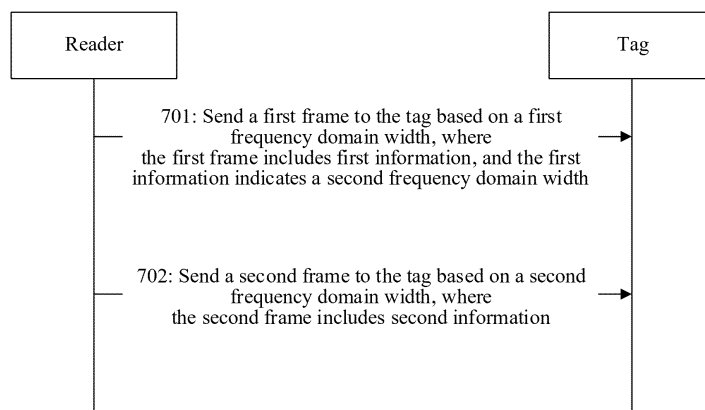 Reader
Tag
701: Send a first frame to the tag based on a first
frequency domain width, where
the first frame includes first information, and the first
information indicates a second frequency domain width
702: Send a second frame to the tag based on a second
frequency domain width, where
the second frame includes second information